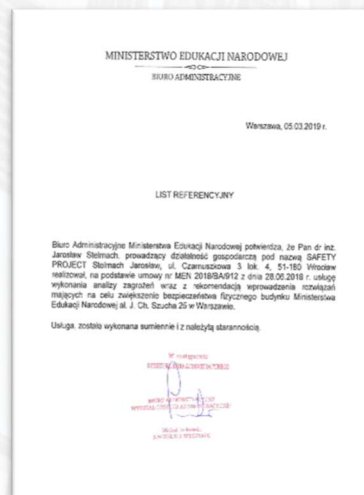 MINISTERSTWO EDUKACJI NARODOWEJ
BIURO ADMINISTRACYJNE
Warszawa, 05.03.2019 r.
LIST REFERENCYJNY
Biuro Administracyjne Ministerstwa Edukacji Narodowej potwierdza, że Pan dr inż.
Jarosław Stelmach, prowadzący działalność gospodarczą pod nazwą SAFETY
PROJECT Stelmach Jarosław, ul. Czarnuszkowa 3 lok. 4, 51-180 Wrocław
realizował, na podstawie umowy nr MEN 2018/BA/912 z dnia 28.06.2018 r. usługę
wykonania analizy zagrożeń wraz z rekomendacją wprowadzenia rozwiązań
mających na celu zwiększenie bezpieczeństwa fizycznego budynku Ministerstwa
Edukacji Narodowej al. J. Ch. Szucha 25 w Warszawie.
Usługa, została wykonana sumiennie i z należytą starannością.
W zastępstwie